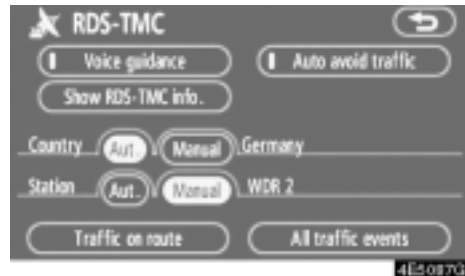 RDS-TMC
Voice guidance Auto avoid traffic
Show RDS-TMC info.
Country Aut. Manual Germany
Station Aut. Manual WDR 2
Traffic on route All traffic events
4E5087G